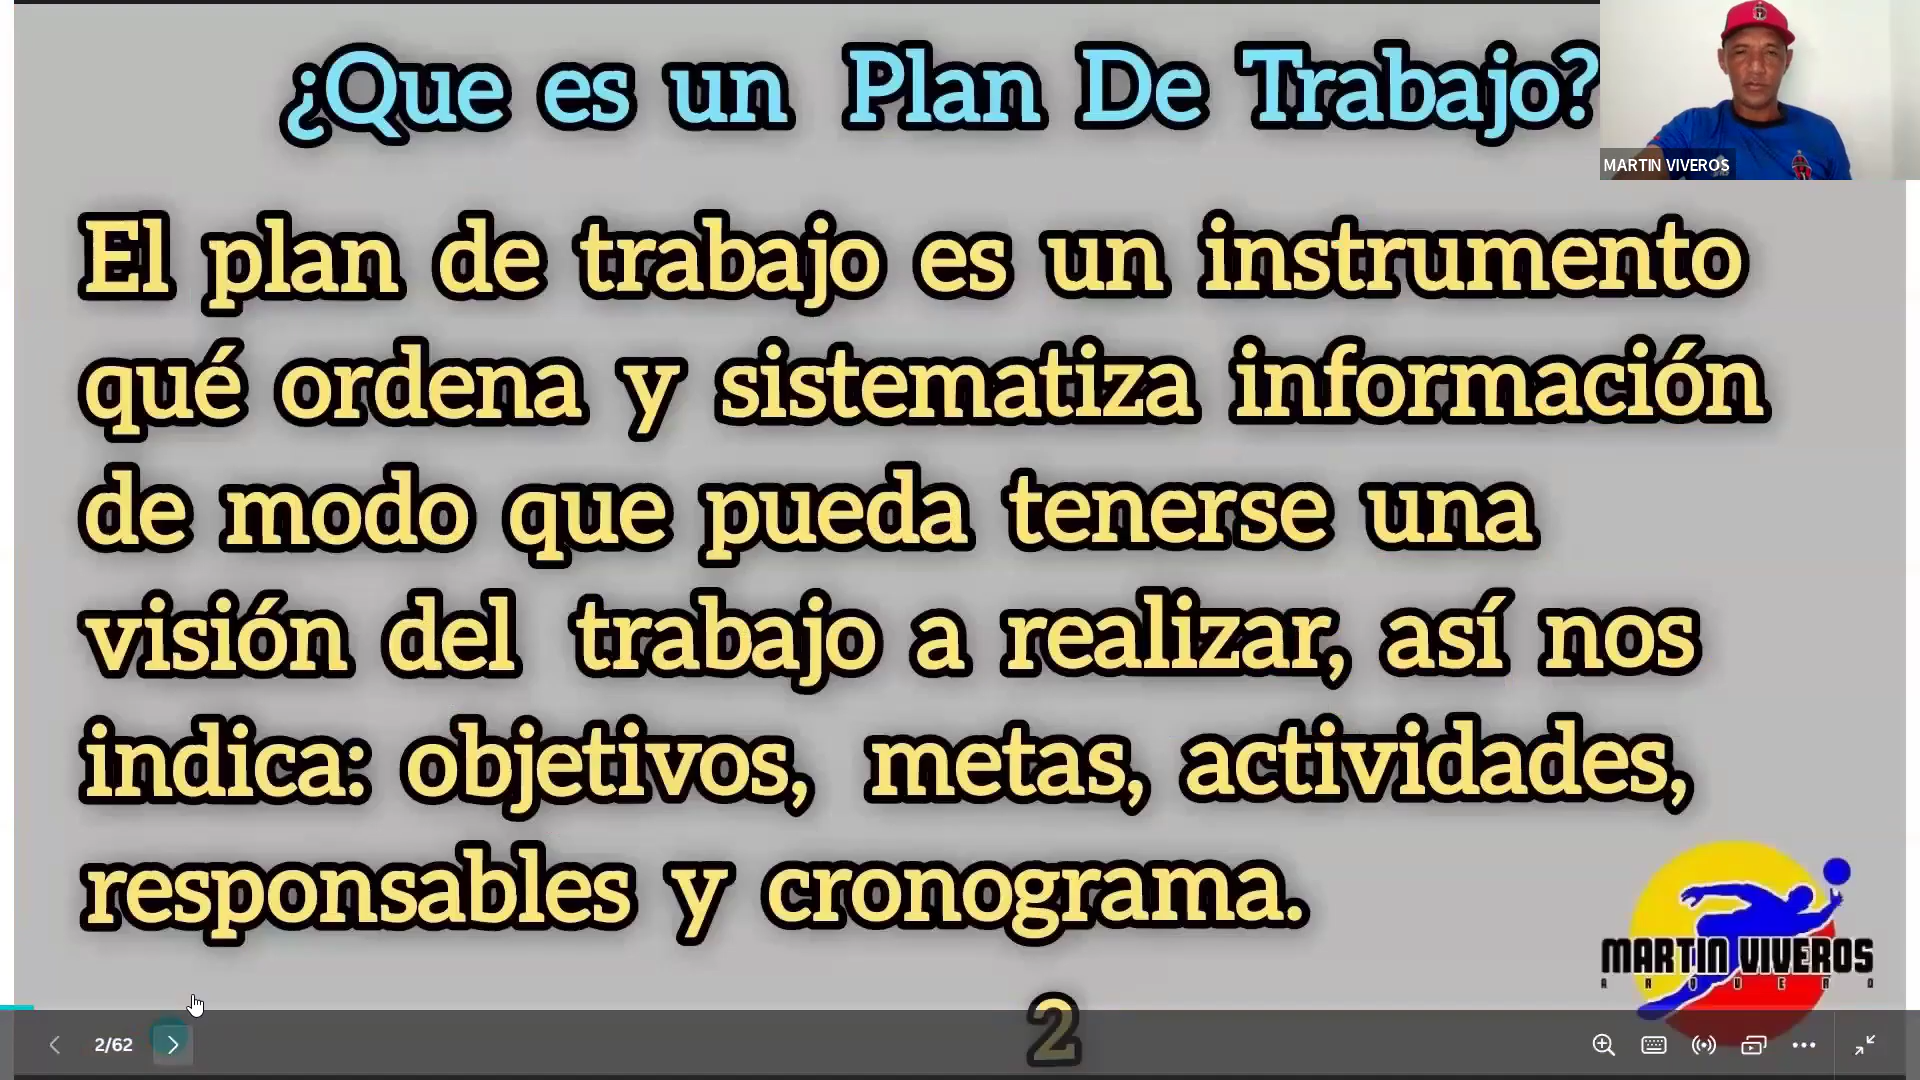 ¿Que es un Plan De Trabajo?
MARTIN VIVEROS
El plan de trabajo es un instrumento
qué ordena y sistematiza información
de modo que pueda tenerse una
visión del trabajo a realizar, así nos
indica: objetivos, metas, actividades,
responsables y cronograma.
MARTIN VIVEROS
ARQUERO
2
2/62